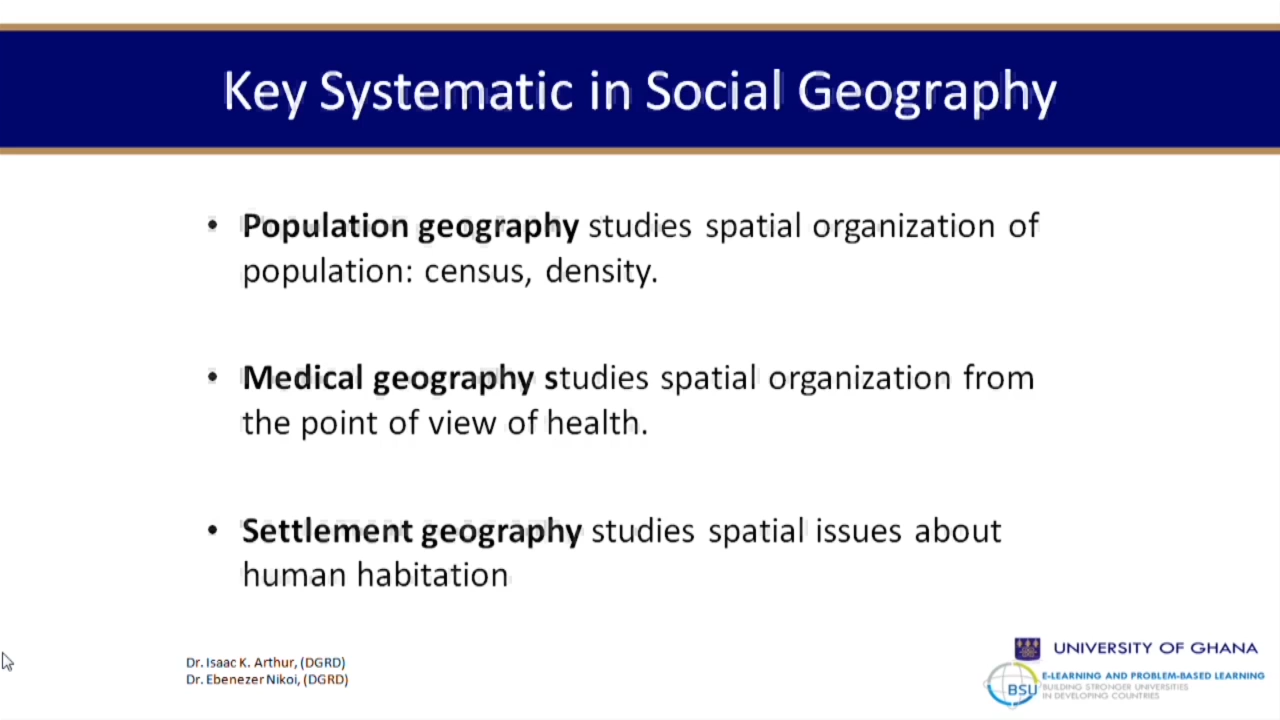 Key Systematic in Social Geography
• Population geography studies spatial organization of
population: census, density.
• Medical geography studies spatial organization from
the point of view of health.
• Settlement geography studies spatial issues about
human habitation
Dr. Isaac K. Arthur, (DGRD)
Dr. Ebenezer Nikoi, (DGRD)
UNIVERSITY OF GHANA
BSU
E-LEARNING AND PROBLEM-BASED LEARNING
BUILDING STRONGER UNIVERSITIES
IN DEVELOPING COUNTRIES